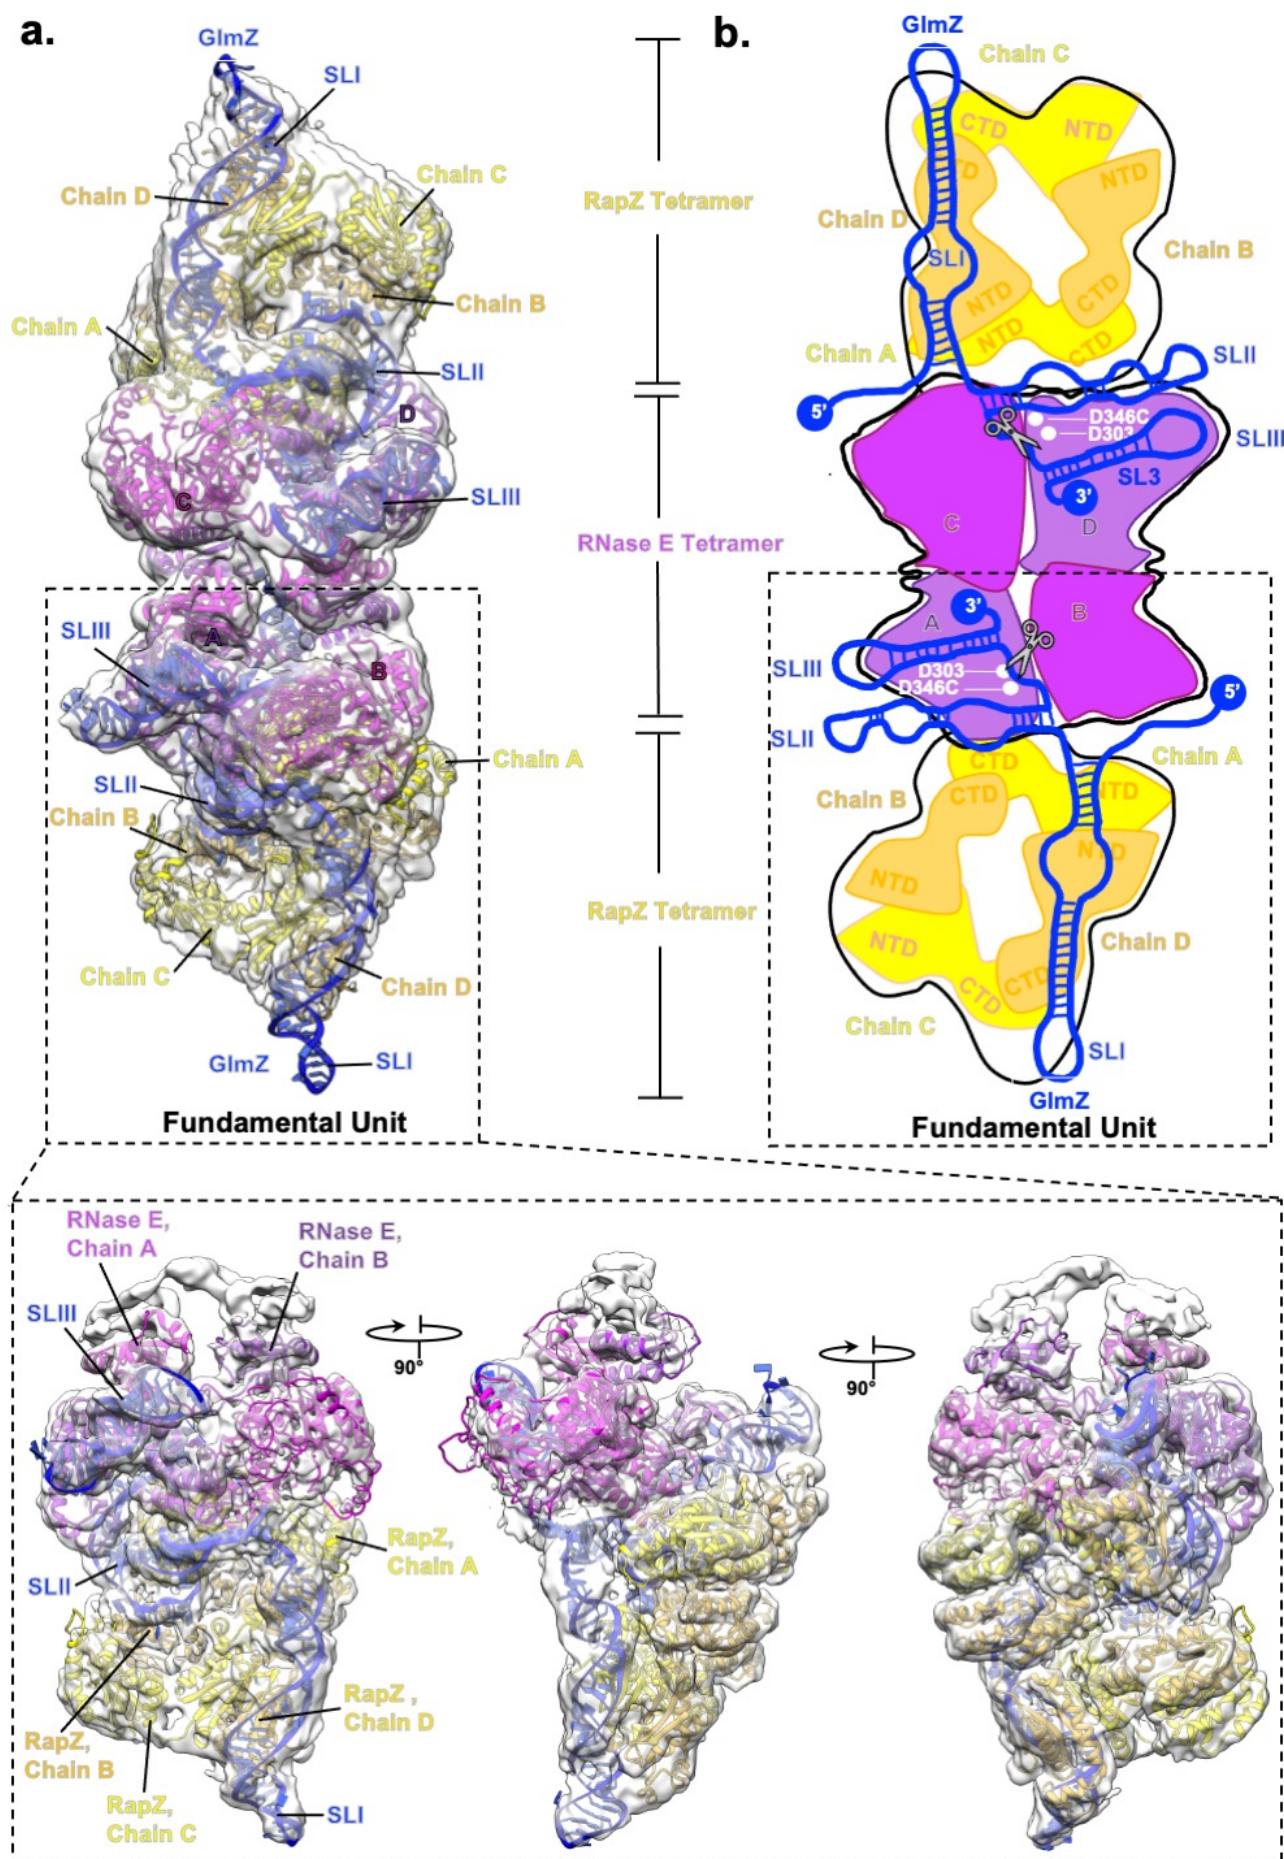 a.
GlmZ
SLI
Chain D
Chain C
Chain A
Chain B
SLII
D
C
SLIII
SLIII
A
B
Chain A
SLII
Chain B
Chain C
Chain D
GlmZ
SLI
Fundamental Unit
RapZ Tetramer
RNase E Tetramer
RapZ Tetramer
b.
GlmZ
Chain C
CTD
NTD
TD
NTD
Chain D
SLI
Chain B
NTD
CTD
Chain A
NTD
CTD
SLII
5'
D346C
D303
SLIII
SL3
3'
C
D
3'
A
B
SLIII
D303
D346C
5'
SLII
CTD
Chain A
Chain B
CTD
NTD
NTD
NTD
NTD
Chain D
CTD
CTD
Chain C
SLI
GlmZ
Fundamental Unit
RNase E,
Chain A
RNase E,
Chain B
SLIII
90°
90°
RapZ,
Chain A
SLII
RapZ ,
Chain D
RapZ,
Chain B
RapZ,
Chain C
SLI